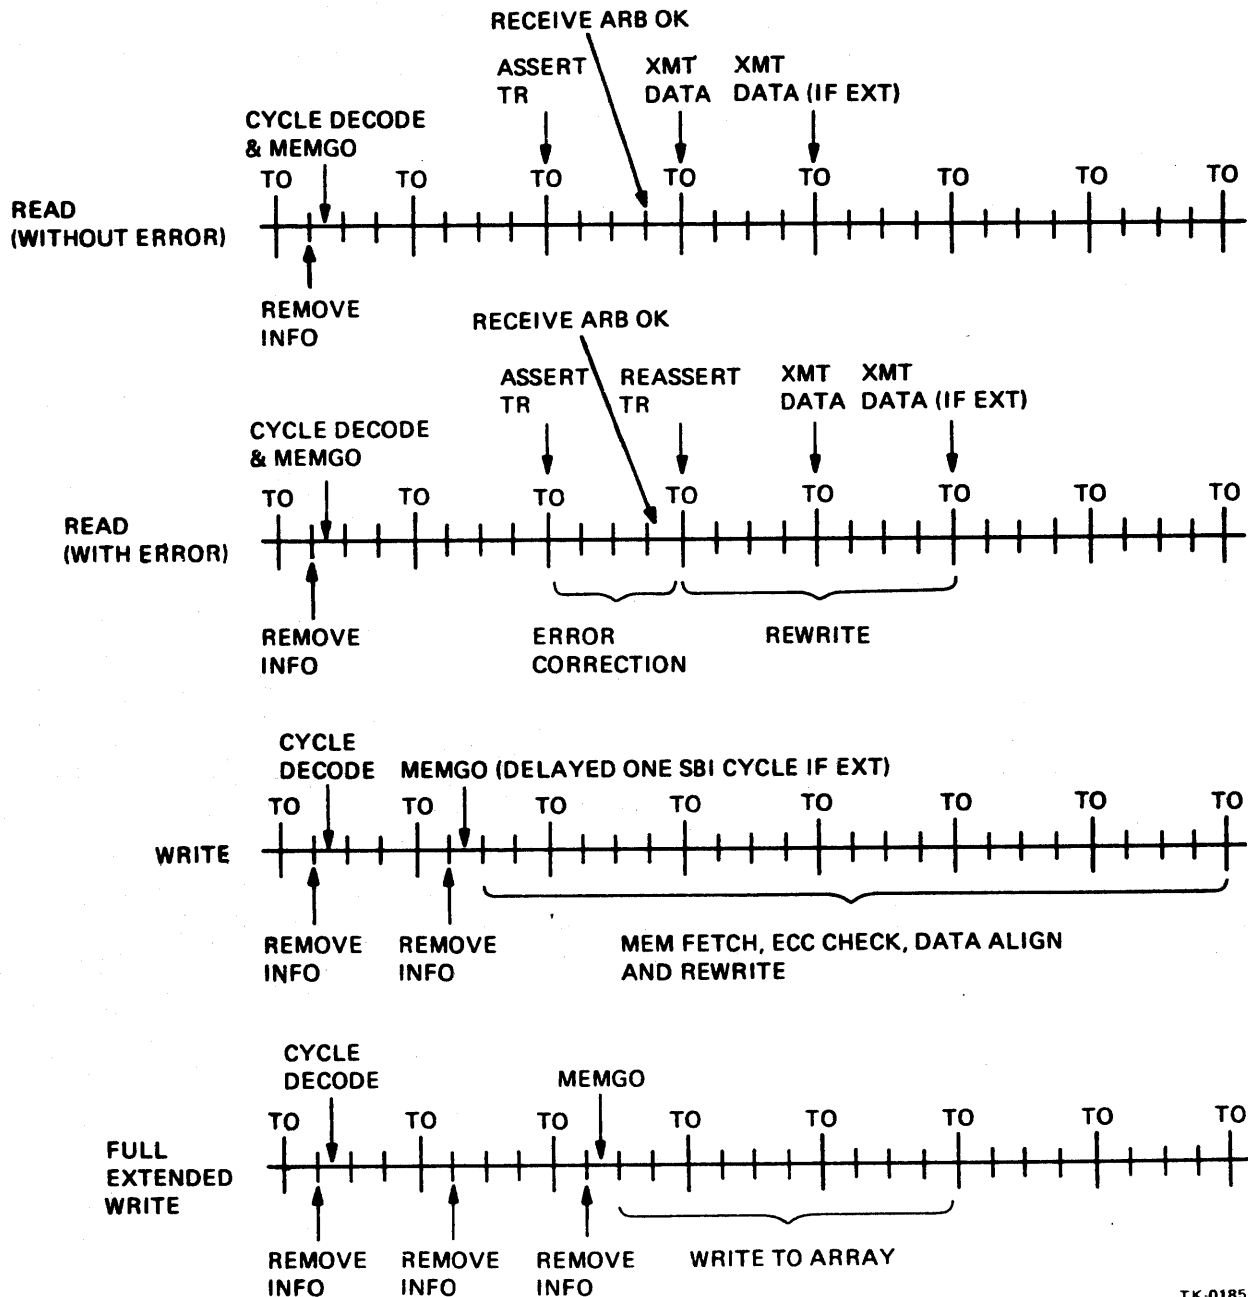 RECEIVE ARB OK
ASSERT TR
XMT DATA
XMT DATA (IF EXT)
CYCLE DECODE
& MEMGO
TO TO TO TO TO TO TO TO
READ
(WITHOUT ERROR)
REMOVE
INFO
RECEIVE ARB OK
ASSERT TR
REASSERT TR
XMT DATA
XMT DATA (IF EXT)
CYCLE DECODE
& MEMGO
TO TO TO TO TO TO TO TO
READ
(WITH ERROR)
REMOVE
INFO
ERROR
CORRECTION
REWRITE
CYCLE
DECODE
MEMGO (DELAYED ONE SBI CYCLE IF EXT)
TO TO TO TO TO TO TO TO
WRITE
REMOVE
INFO
REMOVE
INFO
MEM FETCH, ECC CHECK, DATA ALIGN
AND REWRITE
CYCLE
DECODE
MEMGO
TO TO TO TO TO TO TO TO
FULL
EXTENDED
WRITE
REMOVE
INFO
REMOVE
INFO
REMOVE
INFO
WRITE TO ARRAY
TK-0185